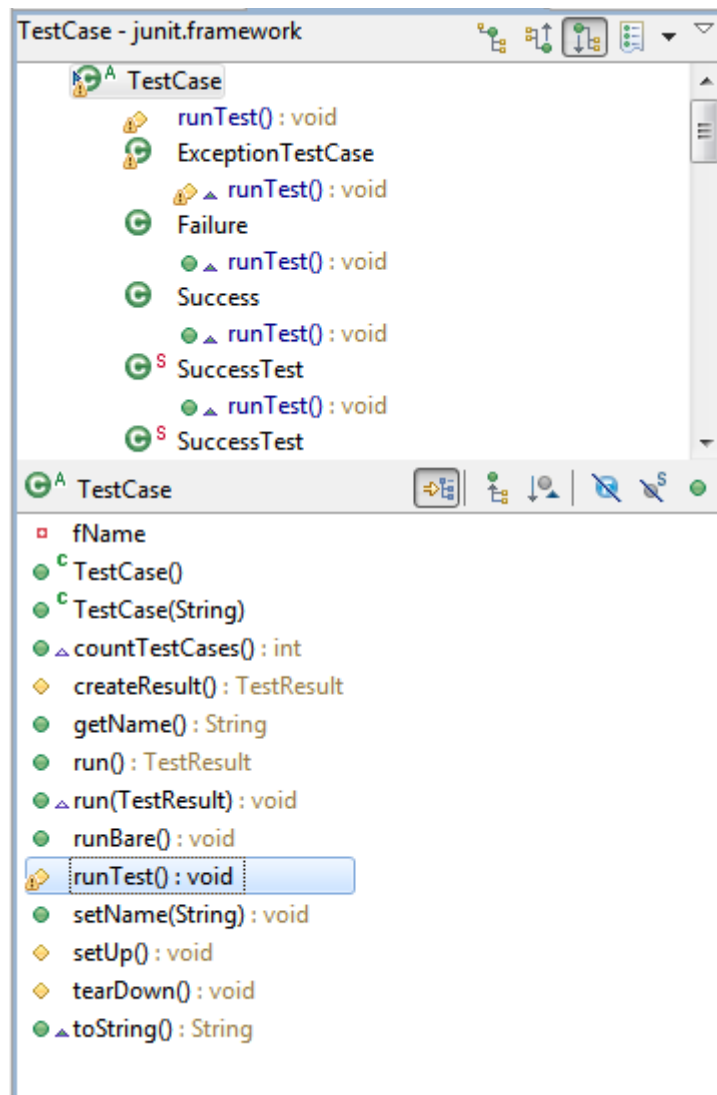 TestCase - junit.framework
A TestCase
runTest() : void
ExceptionTestCase
runTest() : void
Failure
runTest() : void
Success
runTest() : void
S SuccessTest
runTest() : void
S SuccessTest
A TestCase
S
fName
C TestCase()
C TestCase(String)
countTestCases() : int
createResult() : TestResult
getName() : String
run() : TestResult
run(TestResult) : void
runBare() : void
runTest() : void
setName(String) : void
setUp() : void
tearDown() : void
toString() : String